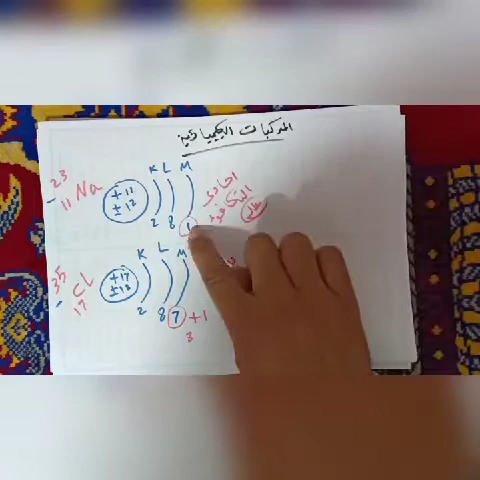 المركبات الكيميائية
K L M
- 23 11 Na +11 ±12 احادي
2 8 1 التكافؤ
K L M
- 35 17 Cl +17 ±18
2 8 7 +1
3